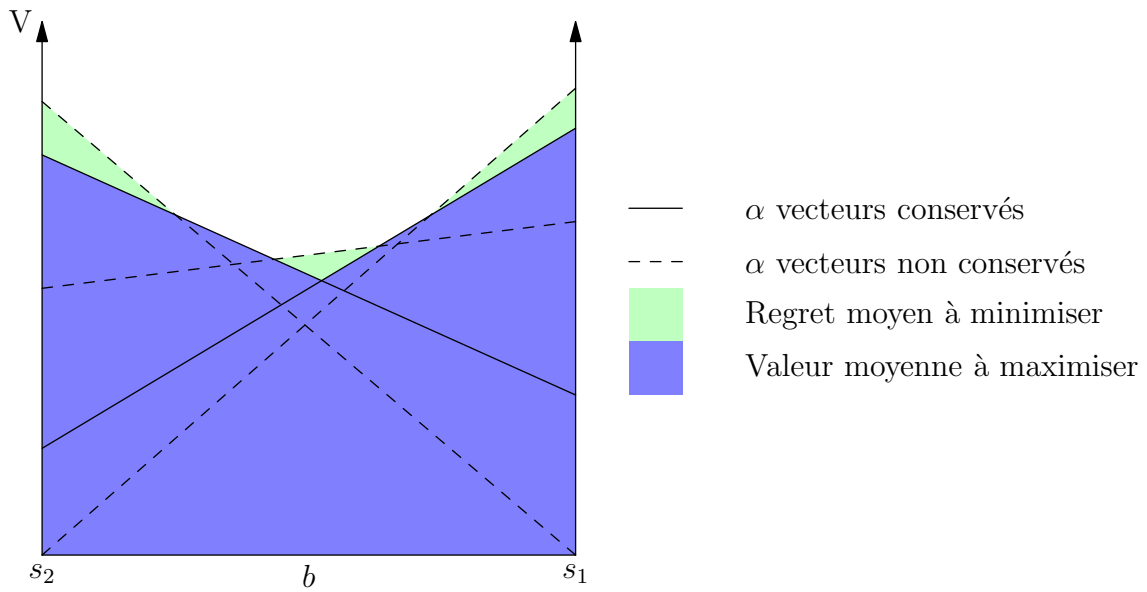 V
α vecteurs conservés
α vecteurs non conservés
Regret moyen à minimiser
Valeur moyenne à maximiser
s₂
b
s₁